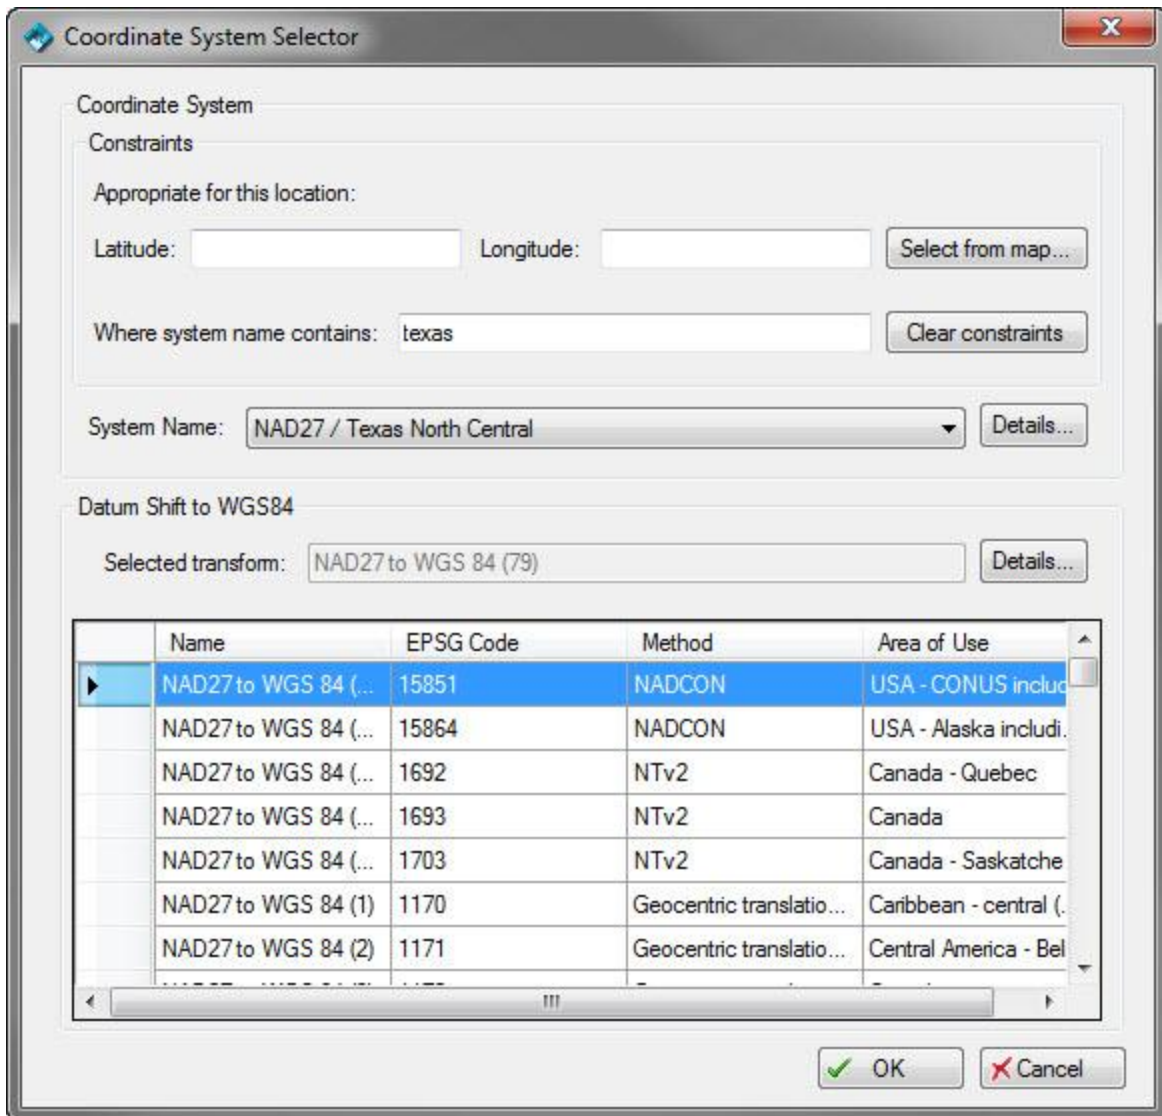 Coordinate System Selector
Coordinate System
Constraints
Appropriate for this location:
Latitude: Longitude: Select from map...
Where system name contains: texas Clear constraints
System Name: NAD27 / Texas North Central Details...
Datum Shift to WGS84
Selected transform: NAD27 to WGS 84 (79) Details...
Name EPSG Code Method Area of Use
NAD27 to WGS 84 (... 15851 NADCON USA - CONUS includ
NAD27 to WGS 84 (... 15864 NADCON USA - Alaska includi.
NAD27 to WGS 84 (... 1692 NTv2 Canada - Quebec
NAD27 to WGS 84 (... 1693 NTv2 Canada
NAD27 to WGS 84 (... 1703 NTv2 Canada - Saskatche
NAD27 to WGS 84 (1) 1170 Geocentric translatio... Caribbean - central (.
NAD27 to WGS 84 (2) 1171 Geocentric translatio... Central America - Bel
OK Cancel